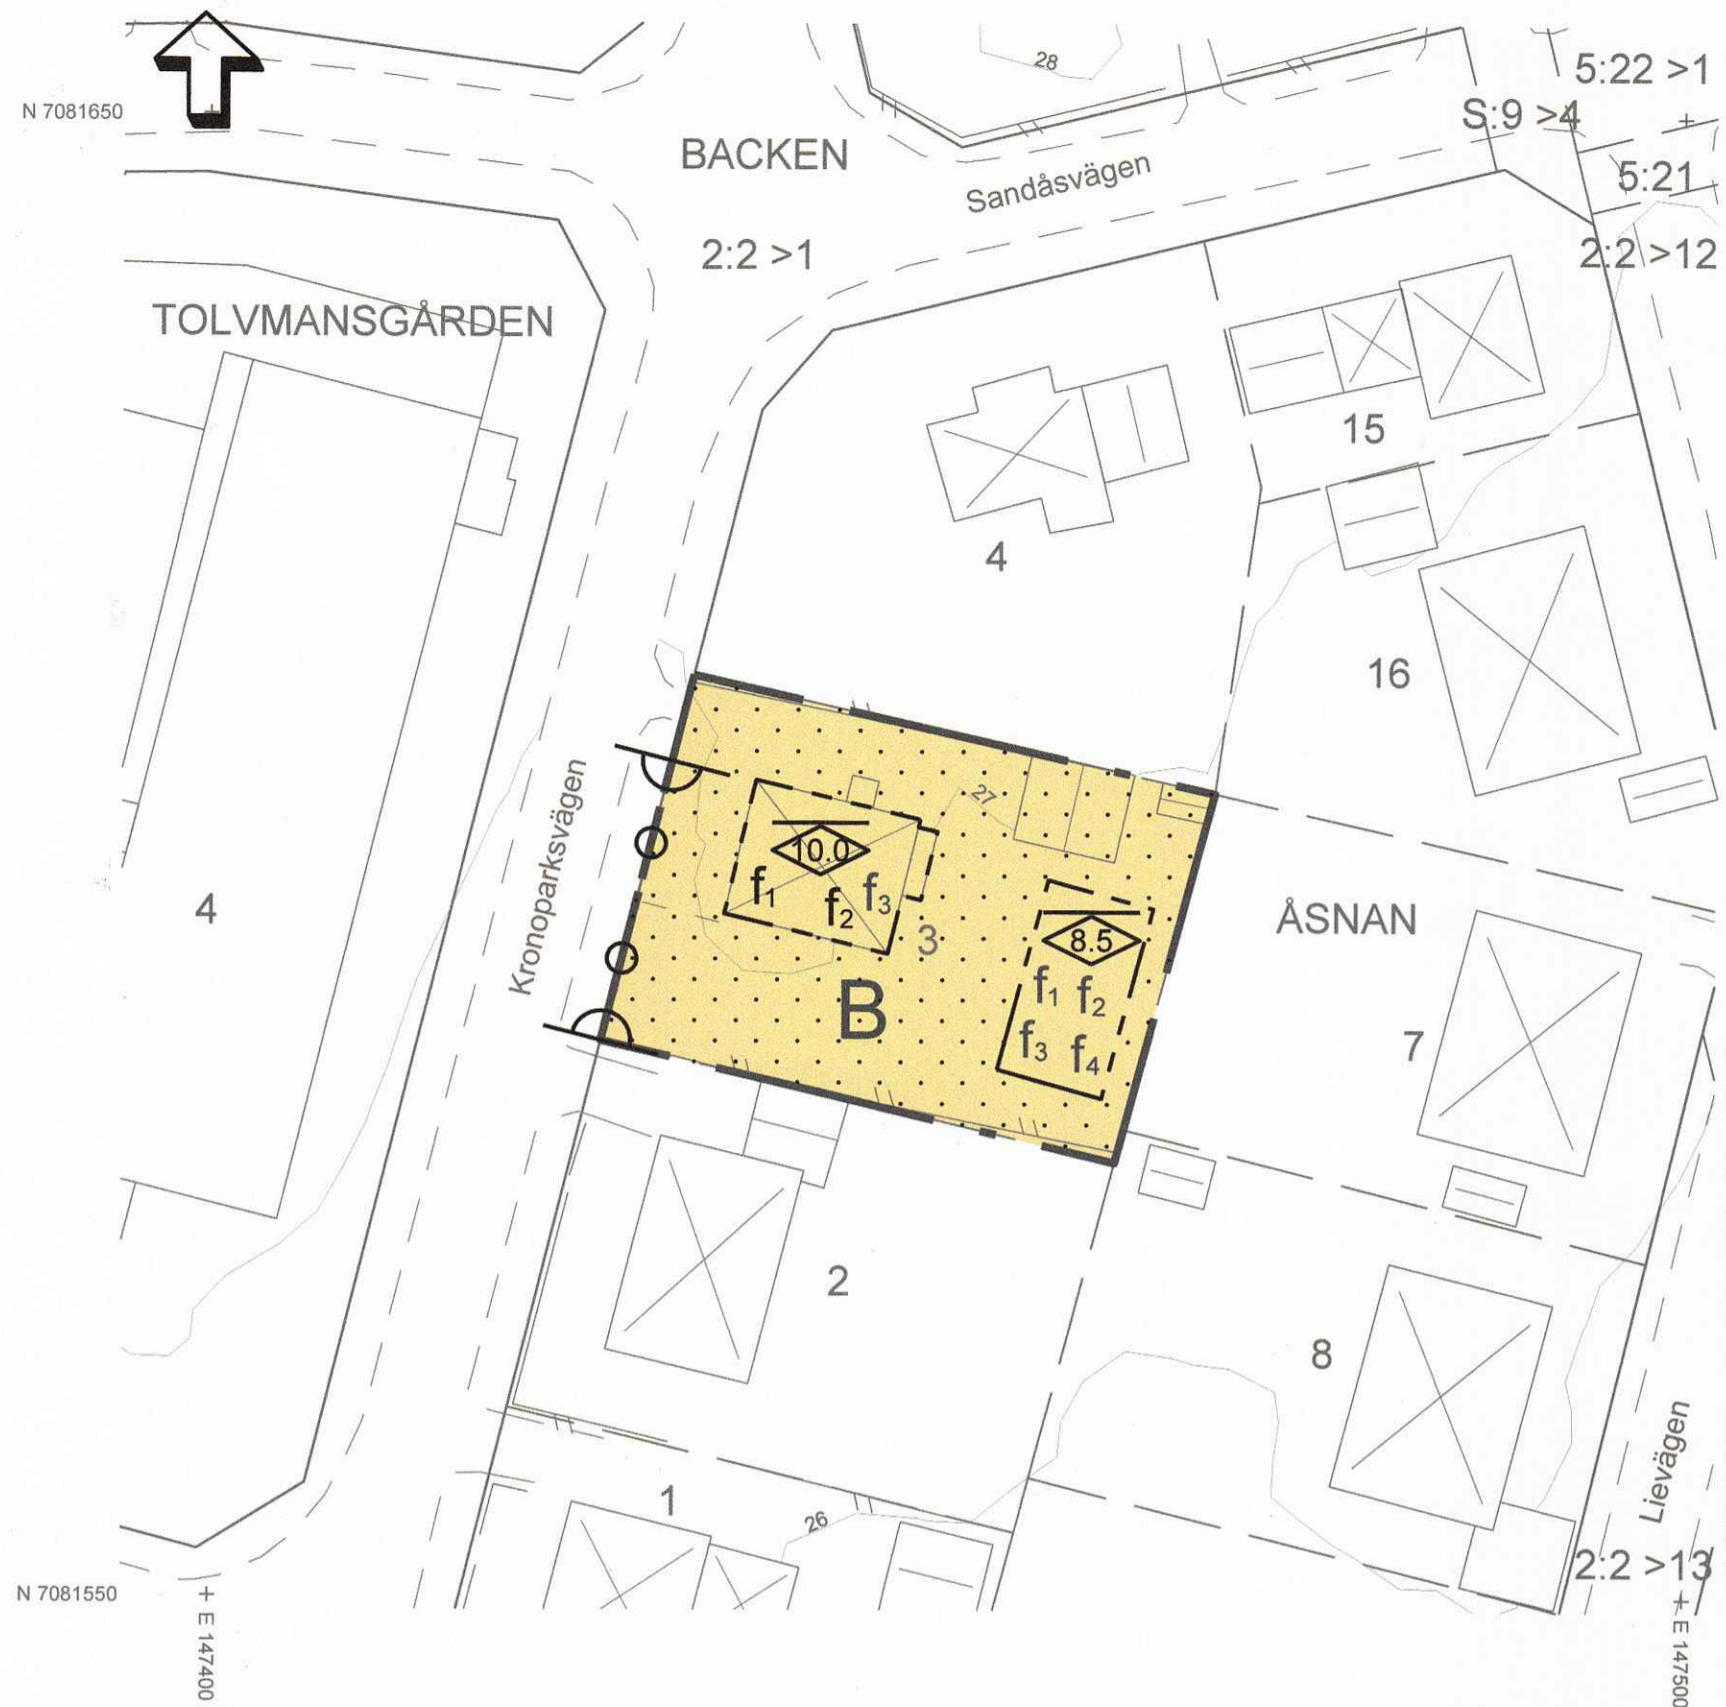 28
5:22 >1
N 7081650
S:9 >4
BACKEN
Sandåsvägen
5:21
2:2 >1
2:2 >12
TOLVMANSGÅRDEN
15
4
16
Kronoparksvägen
27
10.0
f1 f2 f3
4
3
ÅSNAN
8.5
f1 f2
B
f3 f4
7
2
8
Lievägen
1
26
2:2 >13
N 7081550
E 147400
E 147500